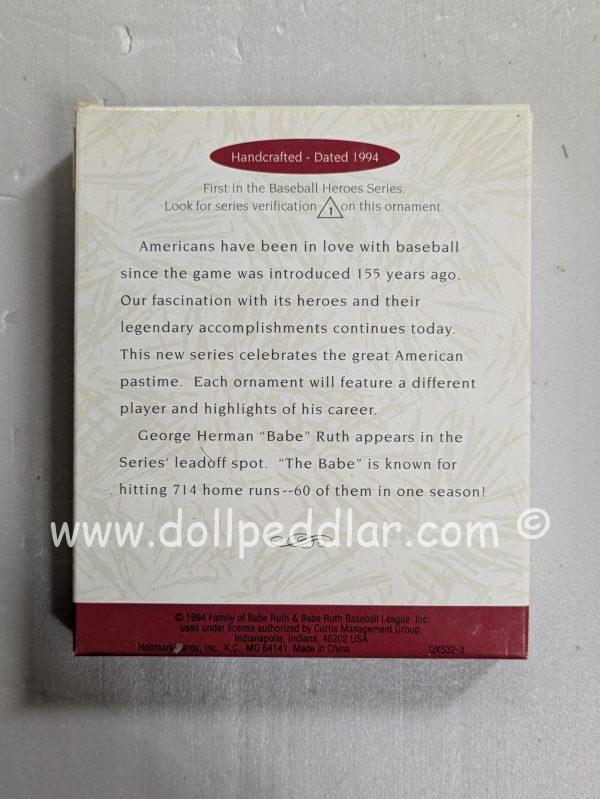 Handcrafted - Dated 1994
First in the Baseball Heroes Series.
Look for series verification 1 on this ornament.
Americans have been in love with baseball
since the game was introduced 155 years ago.
Our fascination with its heroes and their
legendary accomplishments continues today.
This new series celebrates the great American
pastime. Each ornament will feature a different
player and highlights of his career.
George Herman “Babe” Ruth appears in the
Series' leadoff spot. “The Babe” is known for
hitting 714 home runs--60 of them in one season!
www.dollpeddlar.com ©
© 1994 Family of Babe Ruth & Babe Ruth Baseball League, Inc.
used under license authorized by Curtis Management Group,
Indianapolis, Indiana, 46202 USA
Hallmark Cards, Inc., K.C., MO 64141 Made in China QX532-3